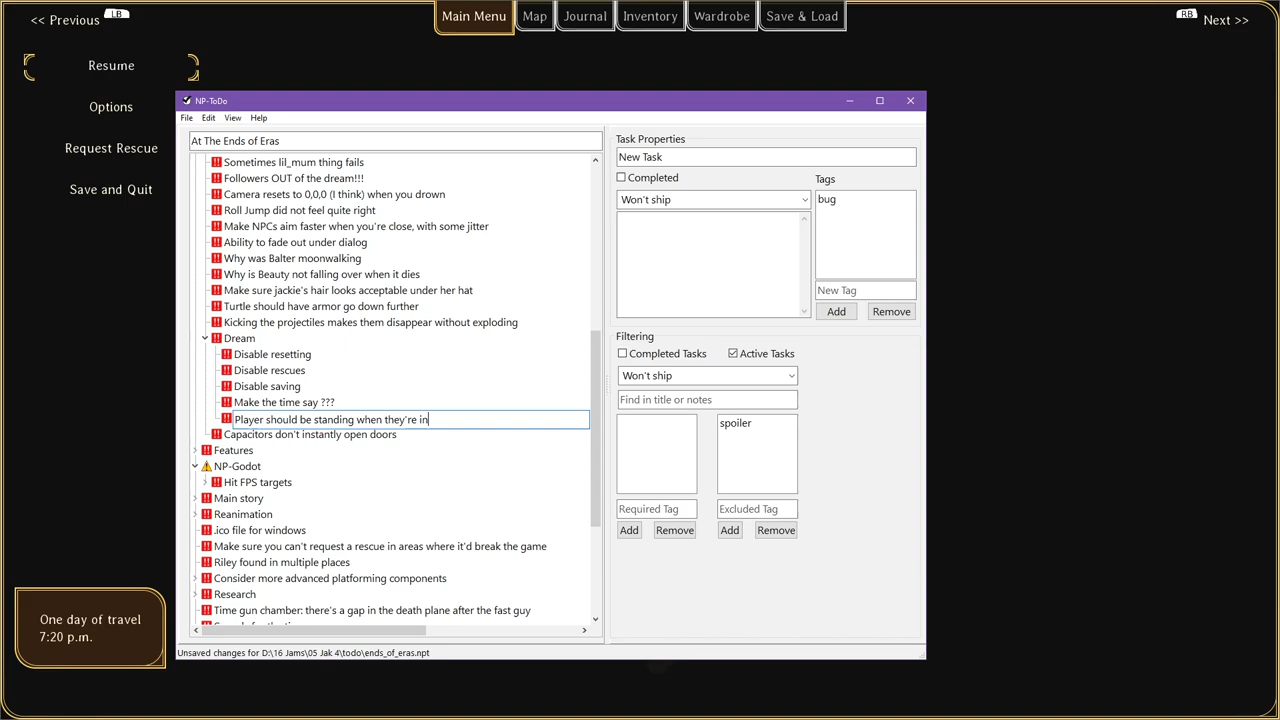 << Previous LB
Main Menu
Map
Journal
Inventory
Wardrobe
Save & Load
RB Next >>
Resume
Options
Request Rescue
Save and Quit
NP-ToDo
File Edit View Help
At The Ends of Eras
Sometimes lil_mum thing fails
Followers OUT of the dream!!!
Camera resets to 0,0,0 (I think) when you drown
Roll Jump did not feel quite right
Make NPCs aim faster when you're close, with some jitter
Ability to fade out under dialog
Why was Balter moonwalking
Why is Beauty not falling over when it dies
Make sure jackie's hair looks acceptable under her hat
Turtle should have armor go down further
Kicking the projectiles makes them disappear without exploding
Dream
Disable resetting
Disable rescues
Disable saving
Make the time say ???
Player should be standing when they're in
Capacitors don't instantly open doors
Features
NP-Godot
Hit FPS targets
Main story
Reanimation
.ico file for windows
Make sure you can't request a rescue in areas where it'd break the game
Riley found in multiple places
Consider more advanced platforming components
Research
Time gun chamber: there's a gap in the death plane after the fast guy
Task Properties
New Task
Completed
Tags
Won't ship
bug
New Tag
Add Remove
Filtering
Completed Tasks
Active Tasks
Won't ship
Find in title or notes
spoiler
Required Tag
Excluded Tag
Add Remove
Add Remove
Unsaved changes for D:\16 Jams\05 Jak 4\todo\ends_of_eras.npt
One day of travel
7:20 p.m.